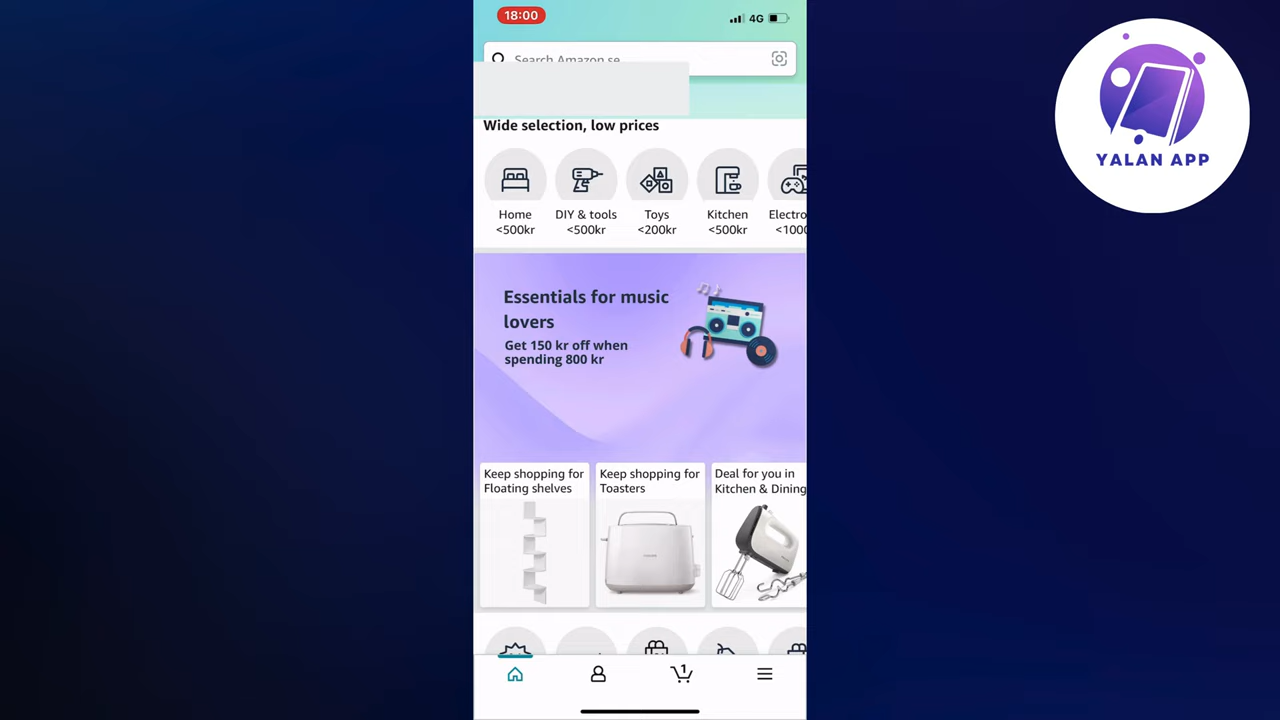 18:00
4G
Search Amazon.se
YALAN APP
Wide selection, low prices
Home
<500kr
DIY & tools
<500kr
Toys
<200kr
Kitchen
<500kr
Electro
<100
Essentials for music
lovers
Get 150 kr off when
spending 800 kr
Keep shopping for
Floating shelves
Keep shopping for
Toasters
Deal for you in
Kitchen & Dining
1